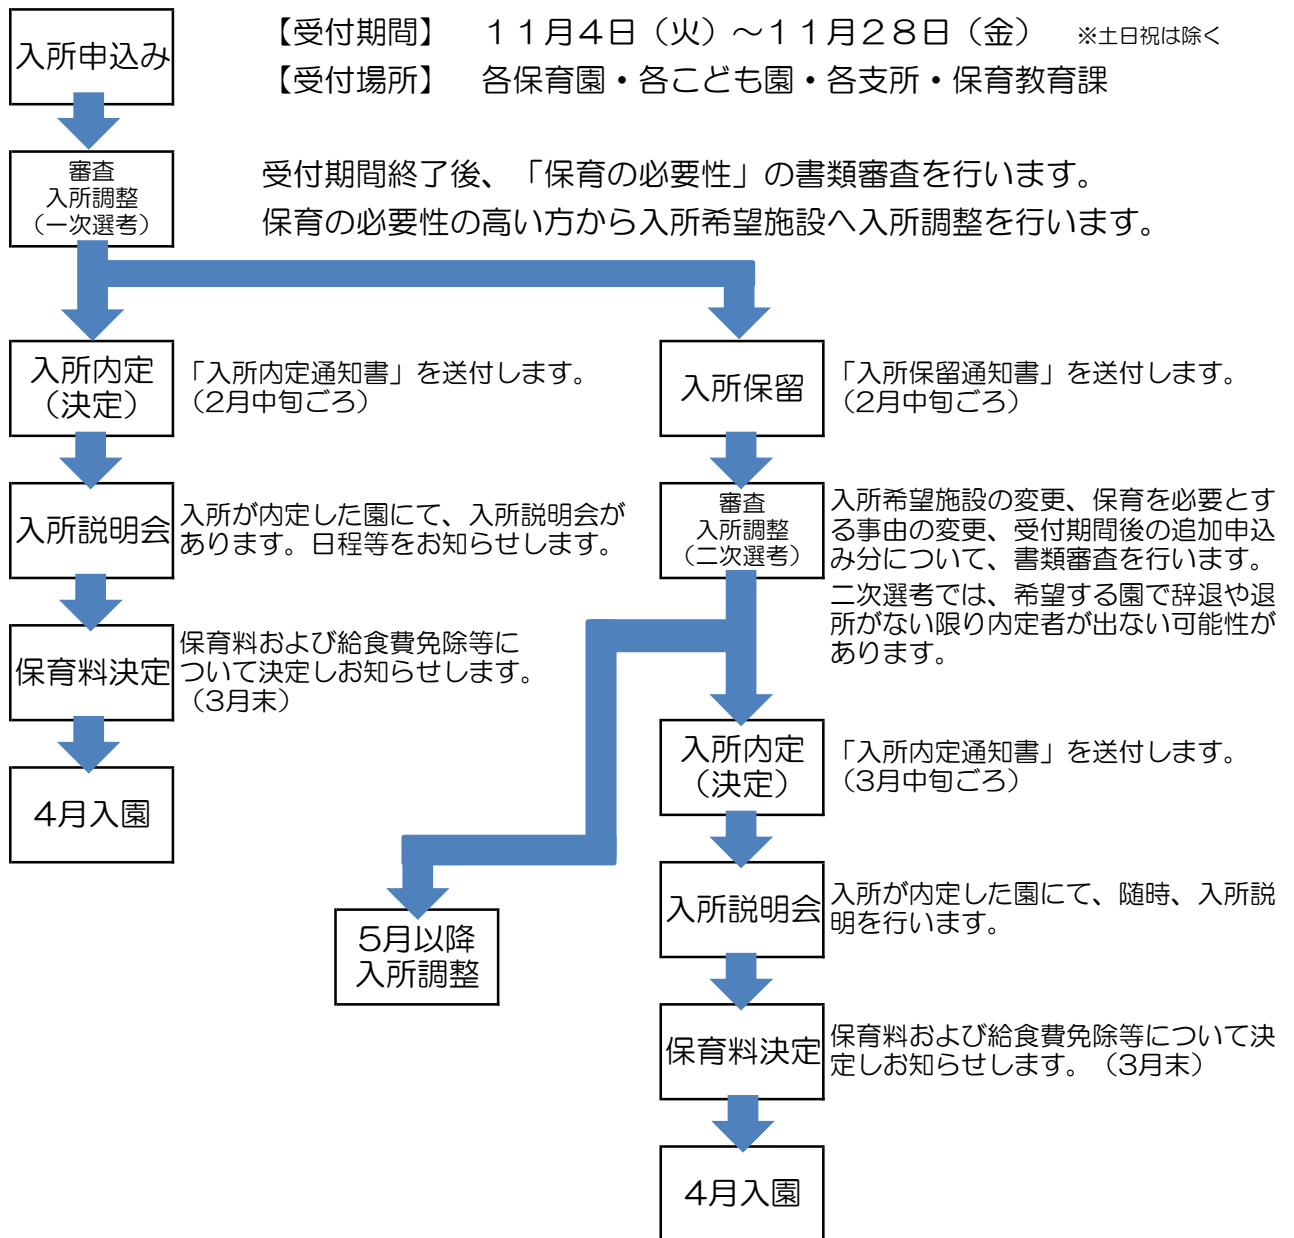 入所申込み
【受付期間】 11月4日（火）～11月28日（金） ※土日祝は除く
【受付場所】 各保育園・各こども園・各支所・保育教育課
審査
入所調整
（一次選考）
受付期間終了後、「保育の必要性」の書類審査を行います。
保育の必要性の高い方から入所希望施設へ入所調整を行います。
入所内定
（決定）
「入所内定通知書」を送付します。
（2月中旬ごろ）
入所説明会
入所が内定した園にて、入所説明会が
あります。日程等をお知らせします。
保育料決定
保育料および給食費免除等に
ついて決定しお知らせします。
（3月末）
4月入園
入所保留
「入所保留通知書」を送付します。
（2月中旬ごろ）
審査
入所調整
（二次選考）
入所希望施設の変更、保育を必要とす
る事由の変更、受付期間後の追加申込
み分について、書類審査を行います。
二次選考では、希望する園で辞退や退
所がない限り内定者が出ない可能性が
あります。
5月以降
入所調整
入所内定
（決定）
「入所内定通知書」を送付します。
（3月中旬ごろ）
入所説明会
入所が内定した園にて、随時、入所説
明を行います。
保育料決定
保育料および給食費免除等について決
定しお知らせします。（3月末）
4月入園